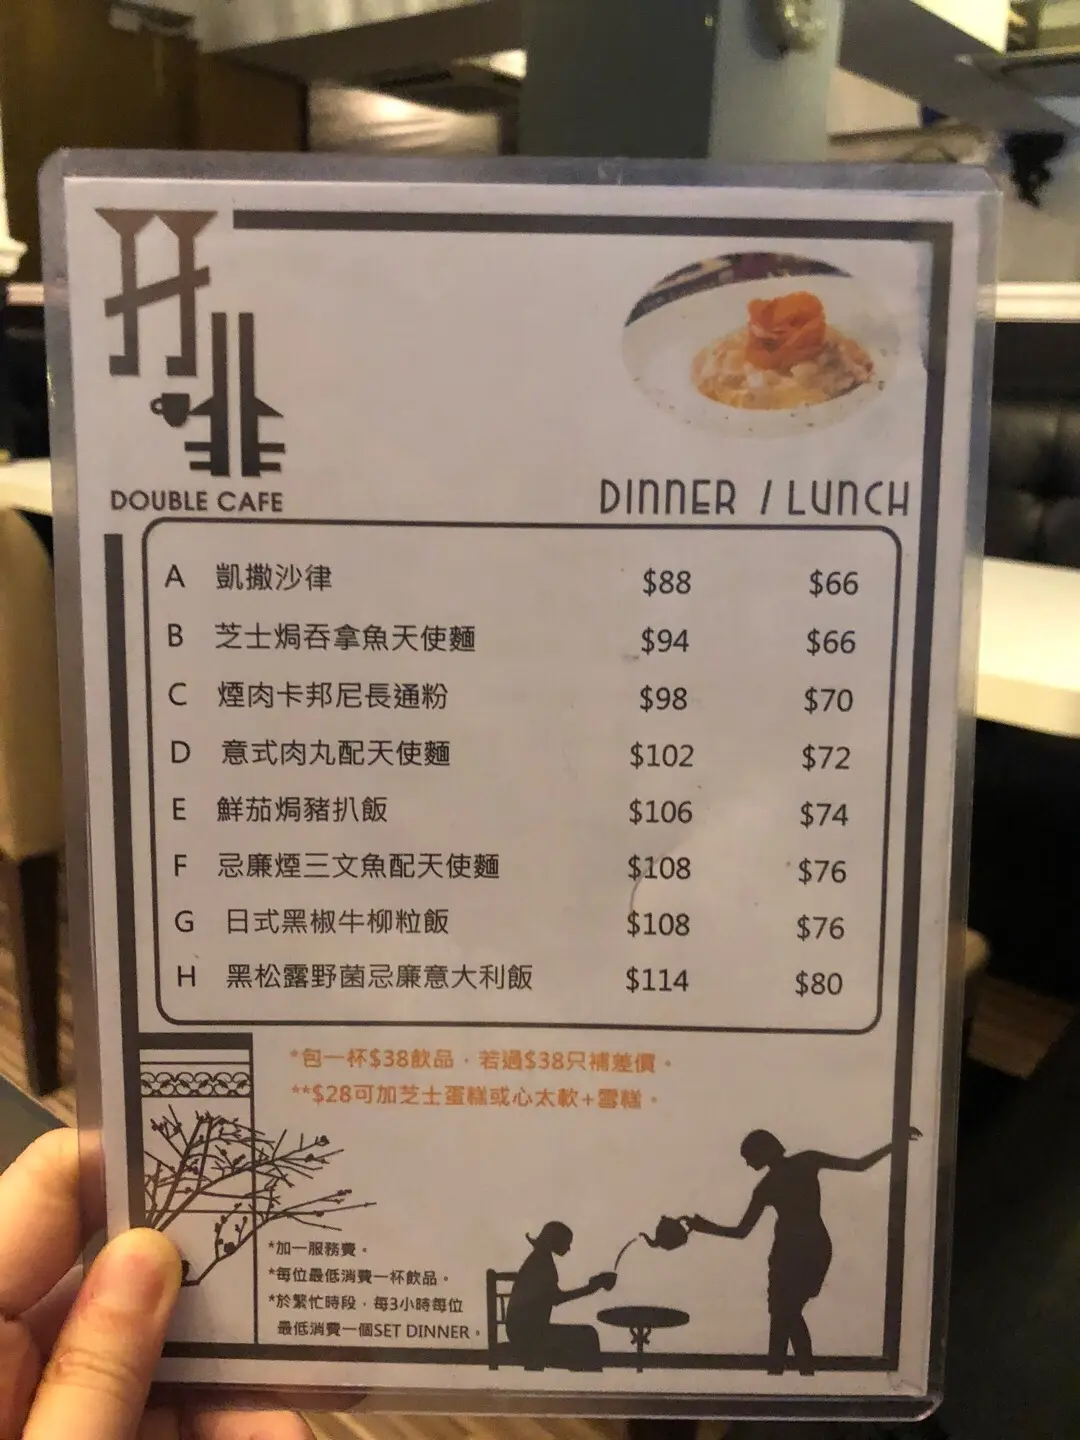 DOUBLE CAFE
DINNER / LUNCH
A 凱撒沙律 $88 $66
B 芝士焗吞拿魚天使麵 $94 $66
C 煙肉卡邦尼長通粉 $98 $70
D 意式肉丸配天使麵 $102 $72
E 鮮茄焗豬扒飯 $106 $74
F 忌廉煙三文魚配天使麵 $108 $76
G 日式黑椒牛柳粒飯 $108 $76
H 黑松露野菌忌廉意大利飯 $114 $80
*包一杯$38飲品，若過$38只補差價。
**$28可加芝士蛋糕或心太軟+雪糕。
*加一服務費。
*每位最低消費一杯飲品。
*於繁忙時段，每3小時每位
最低消費一個SET DINNER。